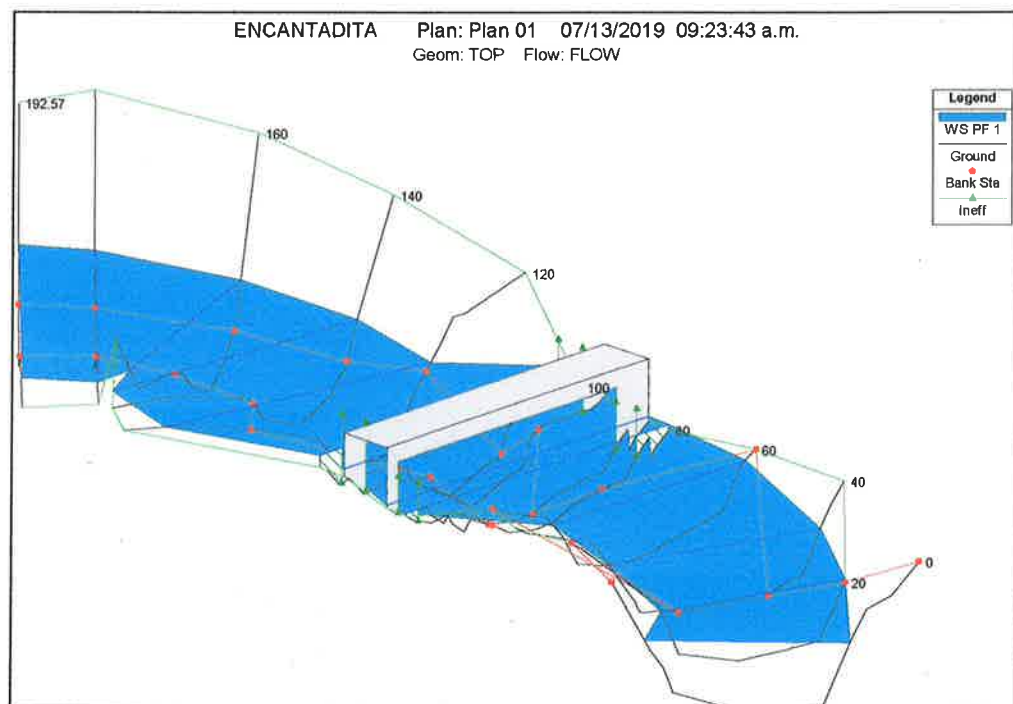 ENCANTADITA Plan: Plan 01 07/13/2019 09:23:43 a.m.
Geom: TOP Flow: FLOW
Legend
WS PF 1
Ground
Bank Sta
Ineff
192.57
160
140
120
100
80
60
40
20
0